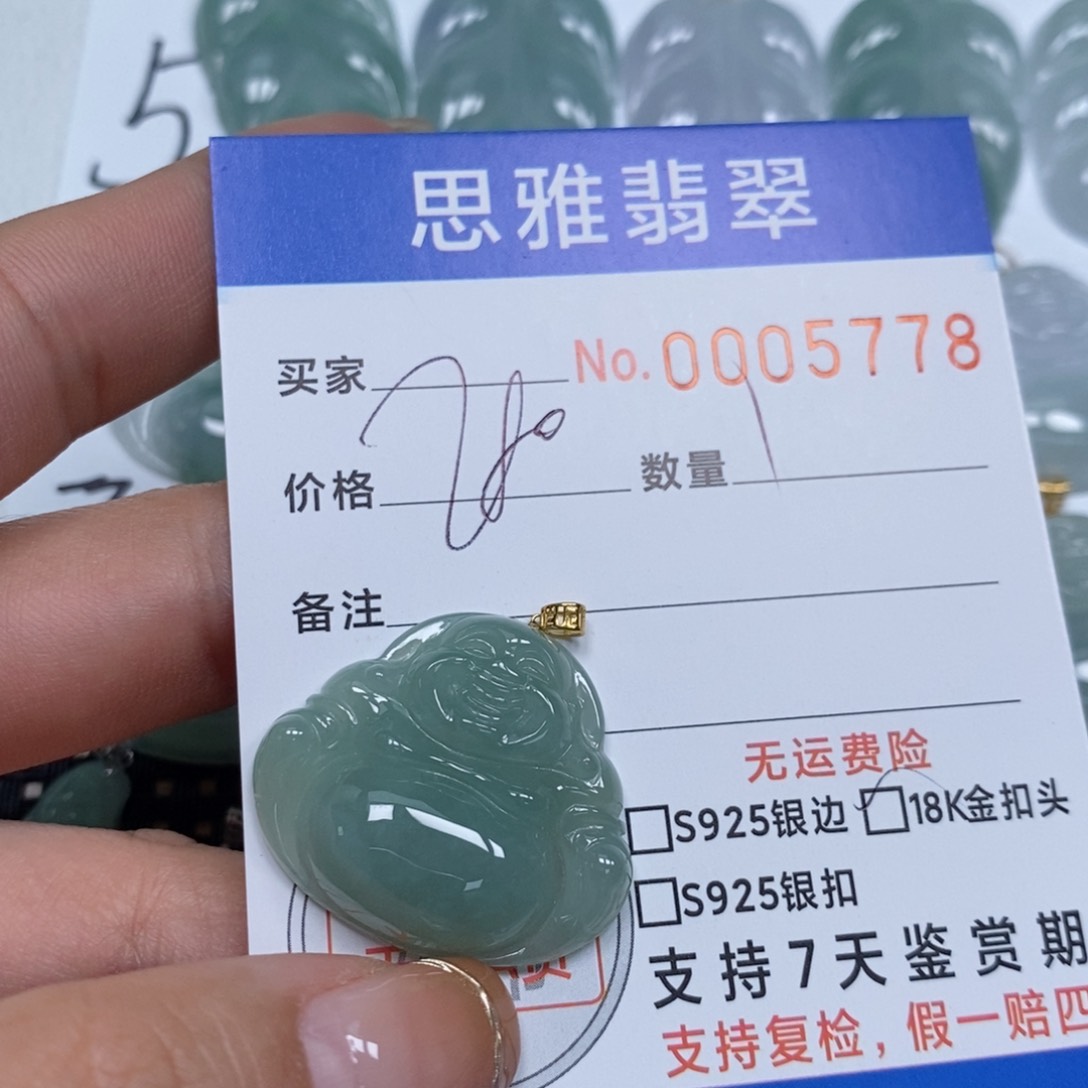 5
思雅翡翠
买家 No.0005778
价格 数量 1
备注
无运费险
S925银边 18K金扣头
S925银扣
支持7天鉴赏期
支持复检，假一赔四